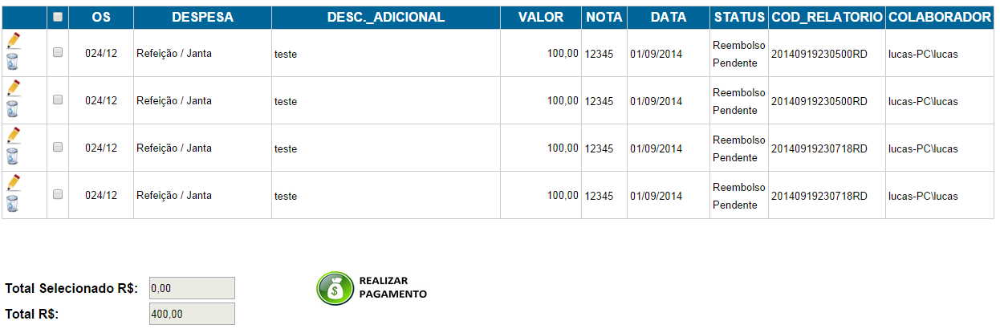 OS DESPESA DESC._ADICIONAL VALOR NOTA DATA STATUS COD_RELATORIO COLABORADOR
024/12 Refeição / Janta teste 100,00 12345 01/09/2014 Reembolso Pendente 20140919230500RD lucas-PC\lucas
024/12 Refeição / Janta teste 100,00 12345 01/09/2014 Reembolso Pendente 20140919230500RD lucas-PC\lucas
024/12 Refeição / Janta teste 100,00 12345 01/09/2014 Reembolso Pendente 20140919230718RD lucas-PC\lucas
024/12 Refeição / Janta teste 100,00 12345 01/09/2014 Reembolso Pendente 20140919230718RD lucas-PC\lucas
Total Selecionado R$: 0,00
Total R$: 400,00
$
REALIZAR
PAGAMENTO